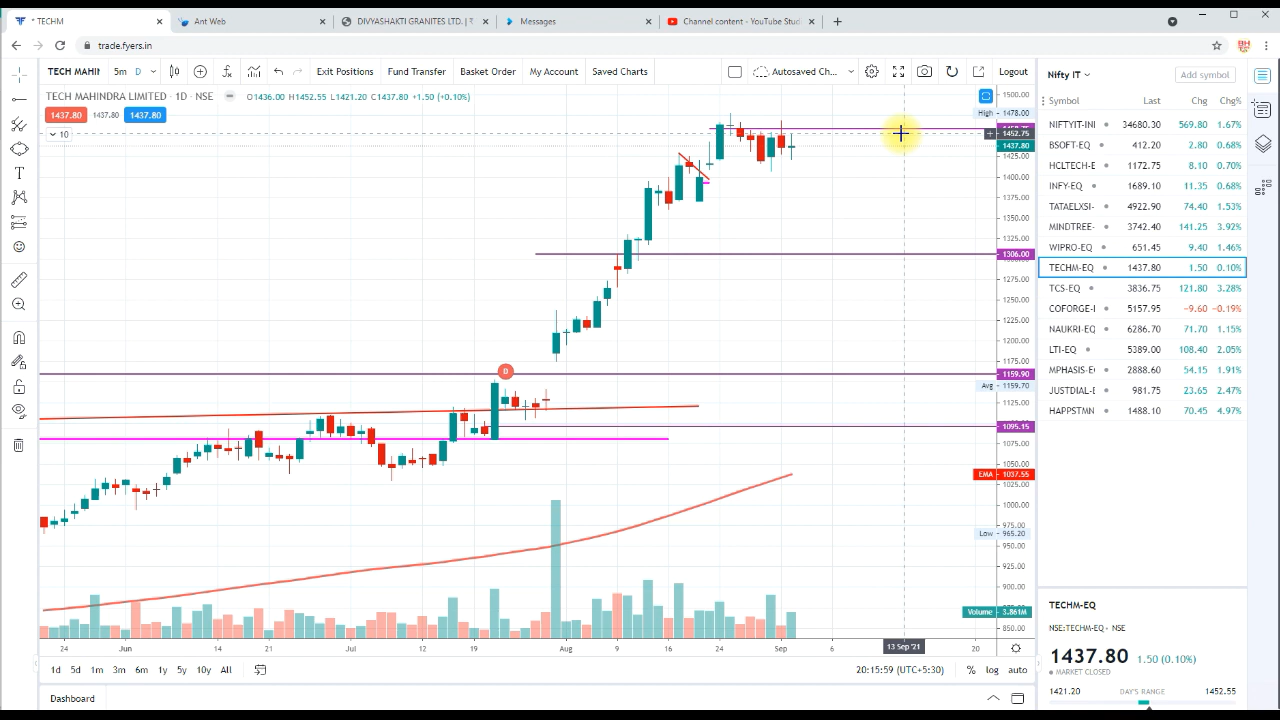 * TECHM
Ant Web
DIVYASHAKTI GRANITES LTD. | ₹
Messages
Channel content - YouTube Stud
trade.fyers.in
TECH MAHI
5m D
Exit Positions Fund Transfer Basket Order My Account Saved Charts
Autosaved Ch...
Logout
TECH MAHINDRA LIMITED · 1D · NSE O1436.00 H1452.55 L1421.20 C1437.80 +1.50 (+0.10%)
1437.80 1437.80 1437.80
10
D
1500.00
High 1478.00
1452.75
1437.80
1425.00
1400.00
1375.00
1350.00
1325.00
1306.00
1275.00
1250.00
1225.00
1200.00
1175.00
1159.90
Avg 1159.70
1125.00
1095.15
1075.00
1050.00
EMA 1037.55
1025.00
1000.00
975.00
Low 965.20
950.00
925.00
900.00
Volume 3.861M
850.00
24 Jun 14 24 Jul 12 19 Aug 9 16 24 Sep 6 13 Sep '21 20
1d 5d 1m 3m 6m 1y 5y 10y All
20:15:59 (UTC+5:30) % log auto
Dashboard
Nifty IT
Add symbol
Symbol Last Chg Chg%
NIFTYIT-INI 34680.30 569.80 1.67%
BSOFT-EQ 412.20 2.80 0.68%
HCLTECH-E 1172.75 8.10 0.70%
INFY-EQ 1689.10 11.35 0.68%
TATAELXSI- 4922.90 74.40 1.53%
MINDTREE- 3742.40 141.25 3.92%
WIPRO-EQ 651.45 9.40 1.46%
TECHM-EQ 1437.80 1.50 0.10%
TCS-EQ 3836.75 121.80 3.28%
COFORGE-I 5157.95 −9.60 −0.19%
NAUKRI-EQ 6286.70 71.70 1.15%
LTI-EQ 5389.00 108.40 2.05%
MPHASIS-E 2888.60 54.15 1.91%
JUSTDIAL-E 981.75 23.65 2.47%
HAPPSTMN 1488.10 70.45 4.97%
TECHM-EQ
NSE:TECHM-EQ • NSE
1437.80 1.50 (0.10%)
MARKET CLOSED
1421.20 DAY'S RANGE 1452.55